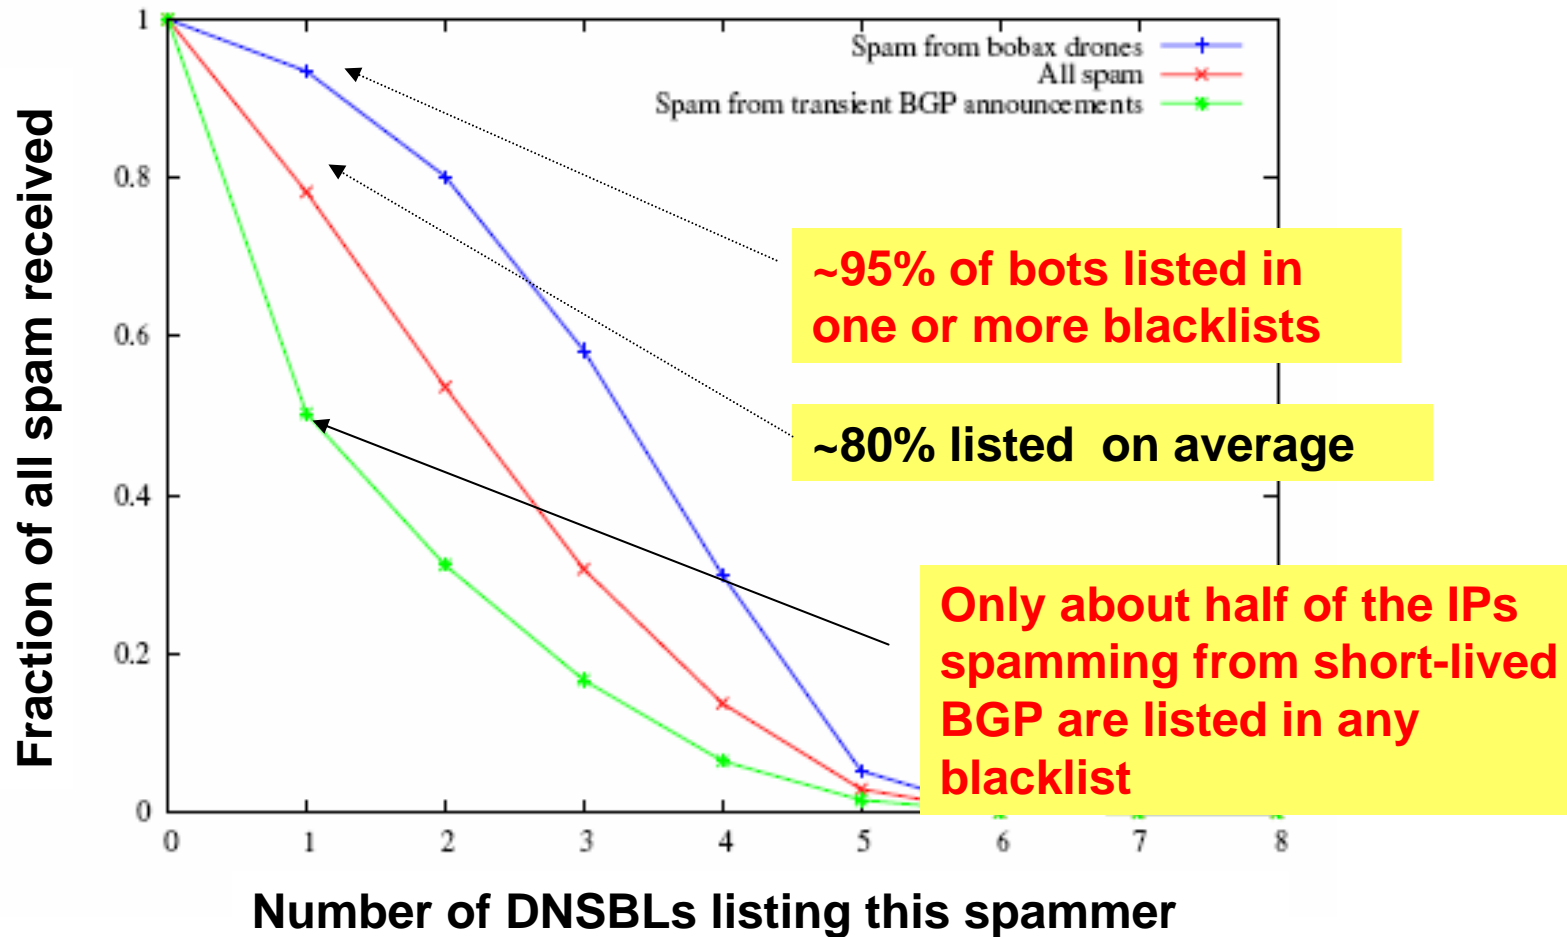 Fraction of all spam received
1
0.8
0.6
0.4
0.2
0
Spam from bobax drones
All spam
Spam from transient BGP announcements
~95% of bots listed in
one or more blacklists
~80% listed on average
Only about half of the IPs
spamming from short-lived
BGP are listed in any
blacklist
0 1 2 3 4 5 6 7 8
Number of DNSBLs listing this spammer